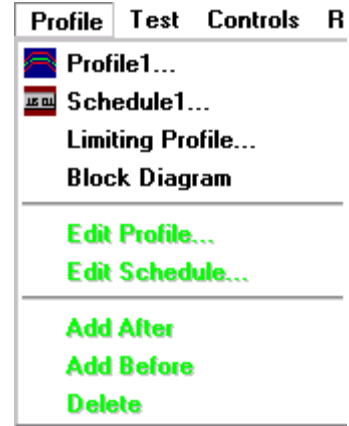 Profile Test Controls R
Profile1...
Schedule1...
Limiting Profile...
Block Diagram
Edit Profile...
Edit Schedule...
Add After
Add Before
Delete